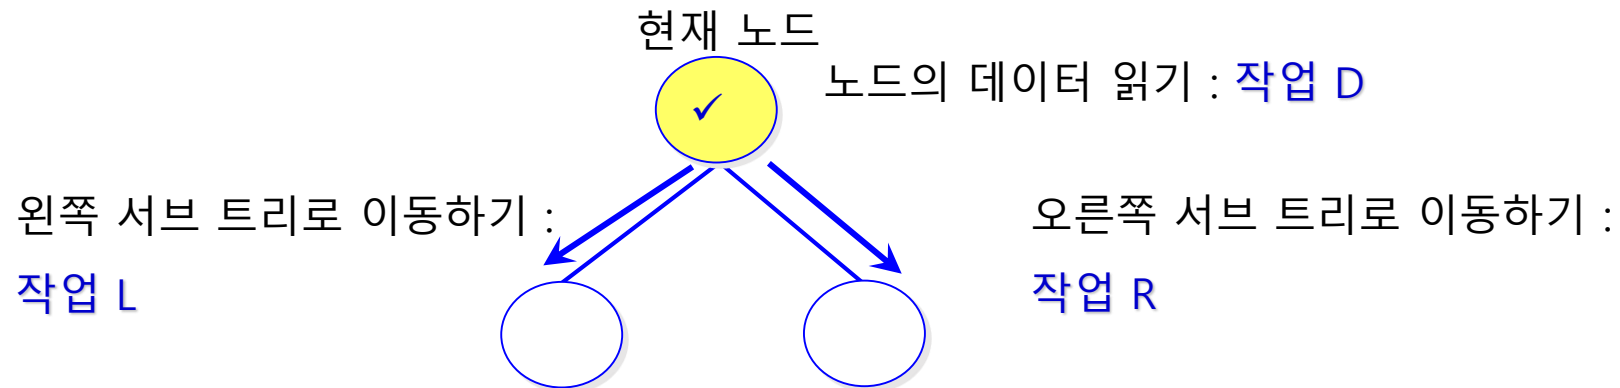 현재 노드
노드의 데이터 읽기 : 작업 D
왼쪽 서브 트리로 이동하기 :
작업 L
오른쪽 서브 트리로 이동하기 :
작업 R